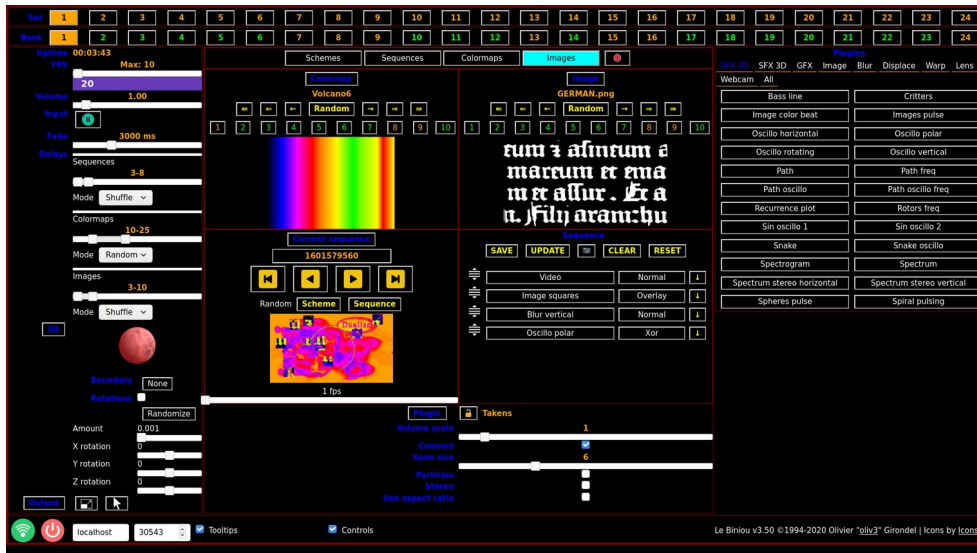 Set 1 2 3 4 5 6 7 8 9 10 11 12 13 14 15 16 17 18 19 20 21 22 23 24
Bank 1 2 3 4 5 6 7 8 9 10 11 12 13 14 15 16 17 18 19 20 21 22 23 24
Uptime 00:03:43
FPS Max: 10
20
Volume 1.00
Input
Fade 3000 ms
Delays
Sequences
3-8
Mode Shuffle
Colormaps
10-25
Mode Random
Images
3-10
Mode Shuffle
3D
Boundary None
Rotations
Randomize
Amount 0.001
X rotation 0
Y rotation 0
Z rotation 0
Output
Schemes Sequences Colormaps Images
Colormap
Volcano6
Random
1 2 3 4 5 6 7 8 9 10
Image
GERMAN.png
Random
1 2 3 4 5 6 7 8 9 10
Current sequence
1601579560
Random Scheme Sequence
1 fps
Sequence
SAVE UPDATE CLEAR RESET
Video Normal ↓
Image squares Overlay ↓
Blur vertical Normal ↓
Oscillo polar Xor ↓
Plugin Takens
Volume scale 1
Connect
Span size 6
Particles
Stereo
Use aspect ratio
Plugins
SFX 2D SFX 3D GFX Image Blur Displace Warp Lens
Webcam All
Bass line Critters
Image color beat Images pulse
Oscillo horizontal Oscillo polar
Oscillo rotating Oscillo vertical
Path Path freq
Path oscillo Path oscillo freq
Recurrence plot Rotors freq
Sin oscillo 1 Sin oscillo 2
Snake Snake oscillo
Spectrogram Spectrum
Spectrum stereo horizontal Spectrum stereo vertical
Spheres pulse Spiral pulsing
localhost 30543 Tooltips Controls
Le Biniou v3.50 ©1994-2020 Olivier "oliv3" Girondel | Icons by Icons